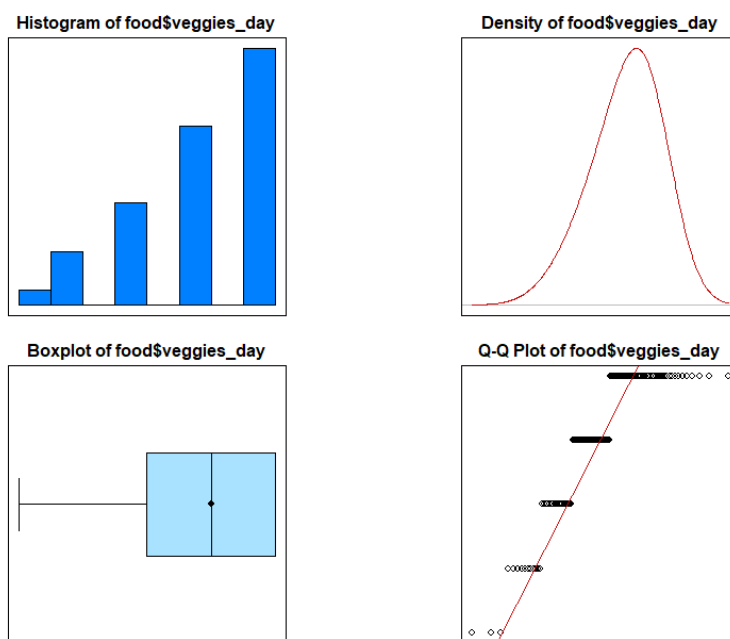 Histogram of food$veggies_day
Density of food$veggies_day
Boxplot of food$veggies_day
Q-Q Plot of food$veggies_day